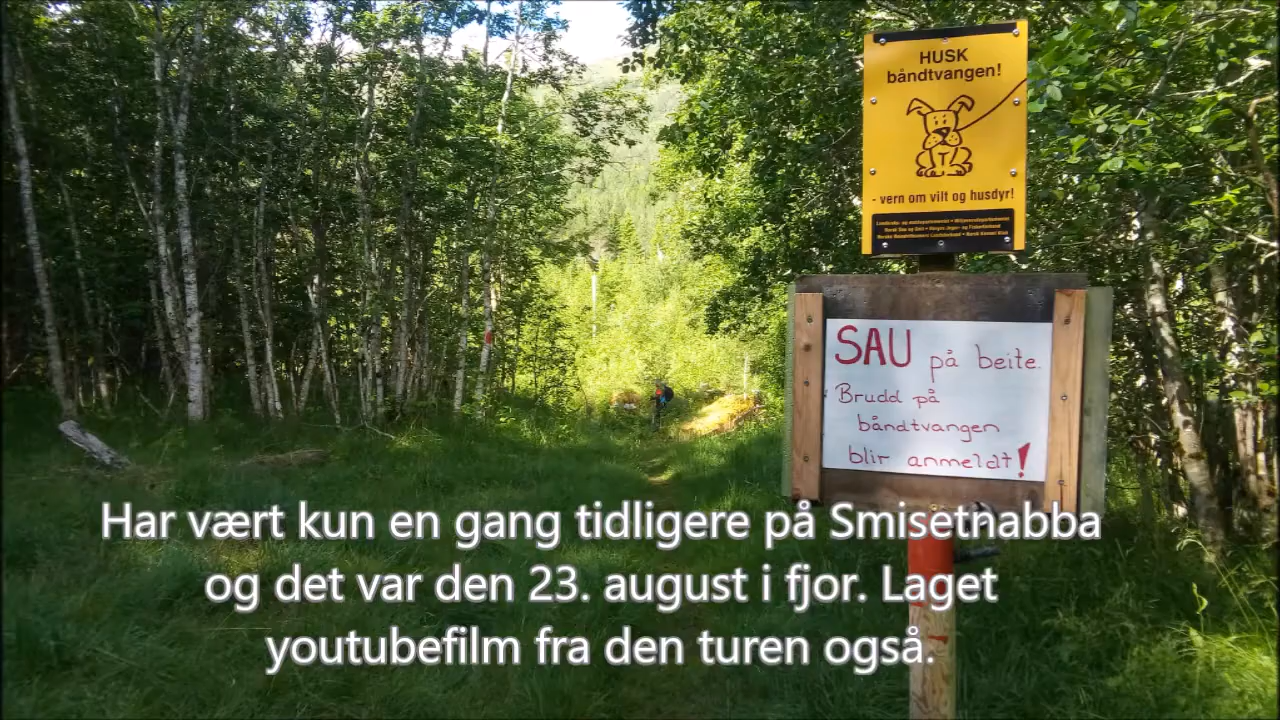 HUSK
båndtvangen!
- vern om vilt og husdyr!
SAU på beite.
Brudd på
båndtvangen
blir anmeldt!
Har vært kun en gang tidligere på Smisethabba
og det var den 23. august i fjor. Laget
youtubefilm fra den turen også.